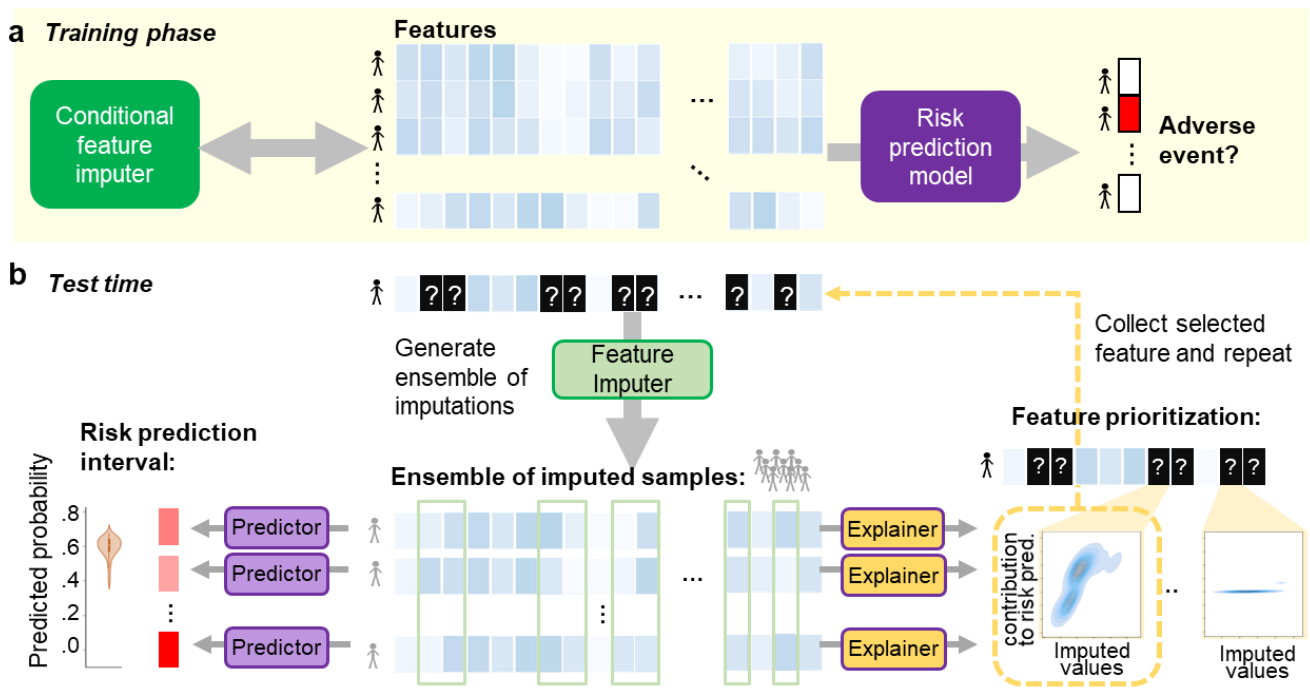 a Training phase
Features
Conditional
feature
imputer
...
Risk
prediction
model
Adverse
event?
b Test time
? ? ? ? ? ? ... ? ?
Generate
ensemble of
imputations
Feature
Imputer
Collect selected
feature and repeat
Feature prioritization:
? ? ? ? ? ?
Risk prediction
interval:
Ensemble of imputed samples:
Predicted probability
.8
.6
.4
.2
.0
Predictor
Predictor
...
Predictor
...
Explainer
Explainer
Explainer
contribution
to risk pred.
Imputed
values
..
Imputed
values